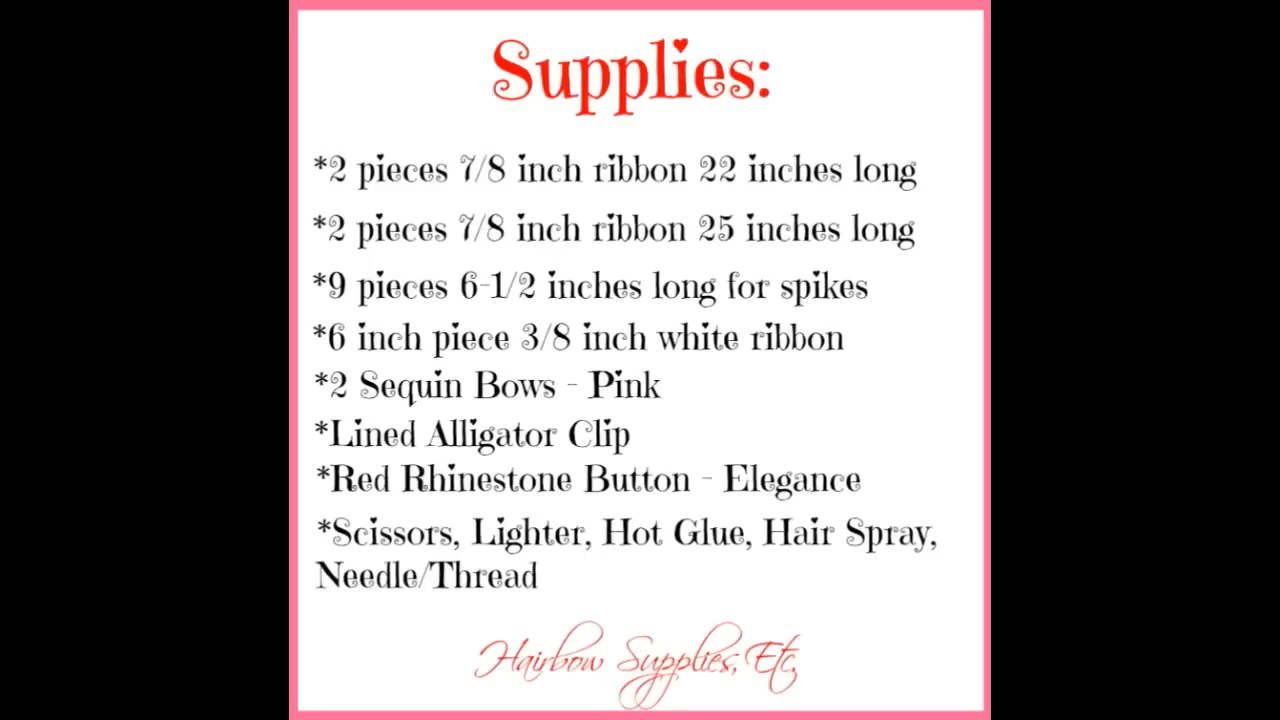 Supplies:
*2 pieces 7/8 inch ribbon 22 inches long
*2 pieces 7/8 inch ribbon 25 inches long
*9 pieces 6-1/2 inches long for spikes
*6 inch piece 3/8 inch white ribbon
*2 Sequin Bows - Pink
*Lined Alligator Clip
*Red Rhinestone Button - Elegance
*Scissors, Lighter, Hot Glue, Hair Spray,
Needle/Thread
Hairbow Supplies, Etc.